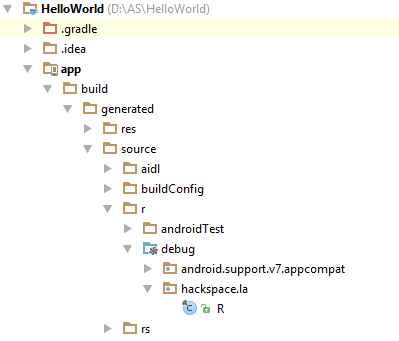 HelloWorld (D:\AS\HelloWorld)
.gradle
.idea
app
build
generated
res
source
aidl
buildConfig
r
androidTest
debug
android.support.v7.appcompat
hackspace.la
C R
rs